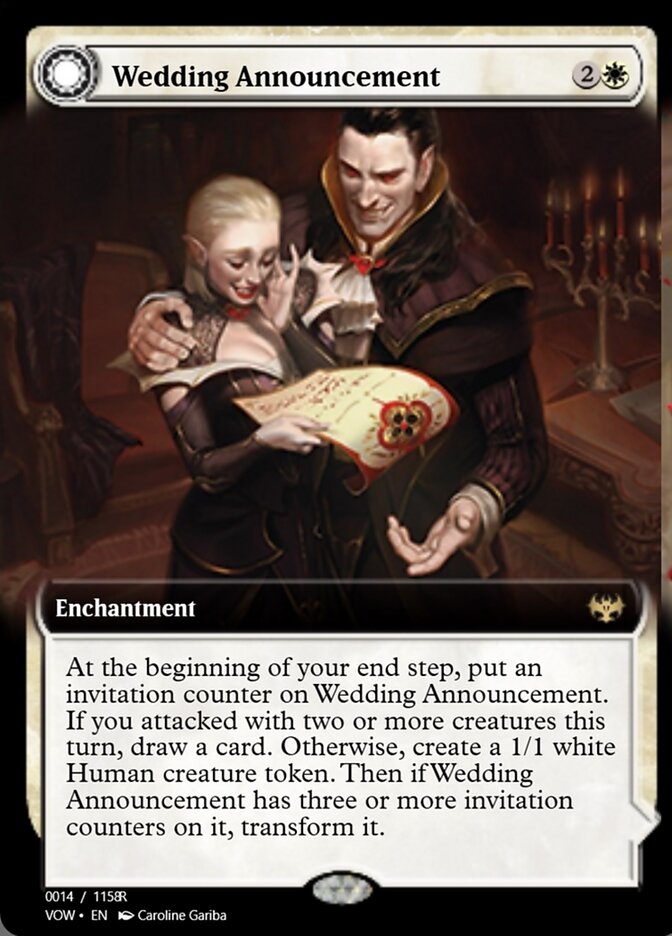 Wedding Announcement 2
Enchantment
At the beginning of your end step, put an
invitation counter on Wedding Announcement.
If you attacked with two or more creatures this
turn, draw a card. Otherwise, create a 1/1 white
Human creature token. Then if Wedding
Announcement has three or more invitation
counters on it, transform it.
0014 / 1158R
VOW • EN Caroline Gariba